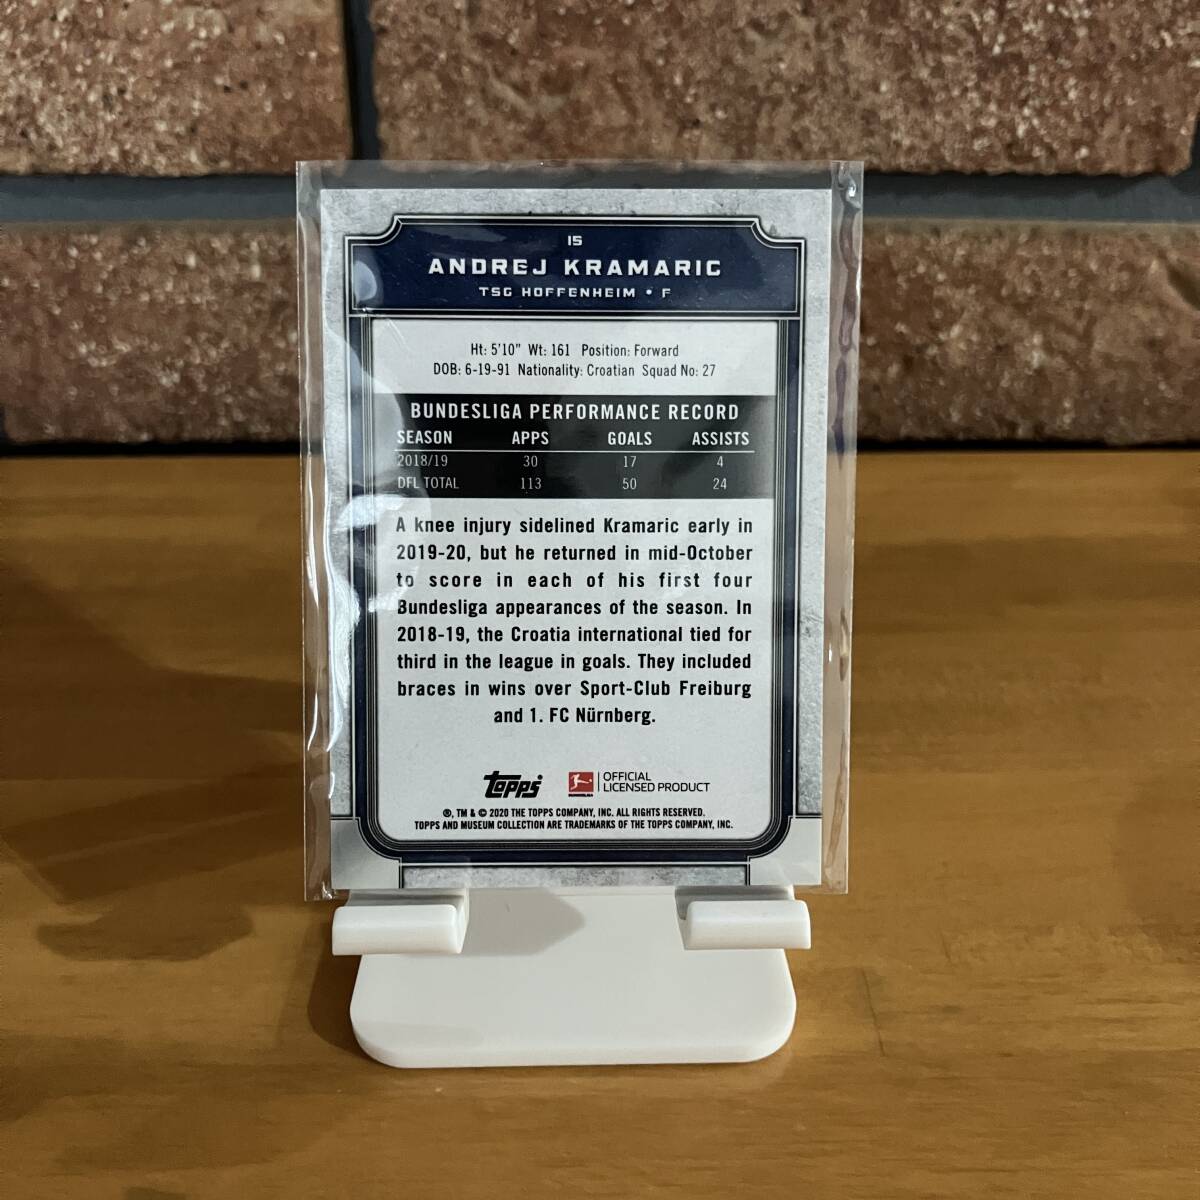 15
ANDREJ KRAMARIC
TSG HOFFENHEIM • F
Ht: 5'10" Wt: 161 Position: Forward
DOB: 6-19-91 Nationality: Croatian Squad No: 27
BUNDESLIGA PERFORMANCE RECORD
SEASON APPS GOALS ASSISTS
2018/19 30 17 4
DFL TOTAL 113 50 24
A knee injury sidelined Kramaric early in
2019-20, but he returned in mid-October
to score in each of his first four
Bundesliga appearances of the season. In
2018-19, the Croatia international tied for
third in the league in goals. They included
braces in wins over Sport-Club Freiburg
and 1. FC Nürnberg.
topps
BUNDESLIGA
OFFICIAL
LICENSED PRODUCT
®, TM & © 2020 THE TOPPS COMPANY, INC. ALL RIGHTS RESERVED.
TOPPS AND MUSEUM COLLECTION ARE TRADEMARKS OF THE TOPPS COMPANY, INC.